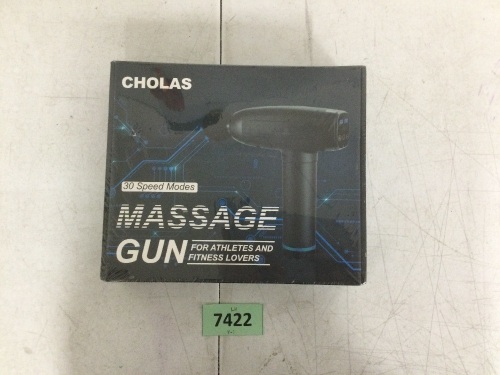 CHOLAS
30 Speed Modes
MASSAGE
GUN FOR ATHLETES AND
FITNESS LOVERS
7422